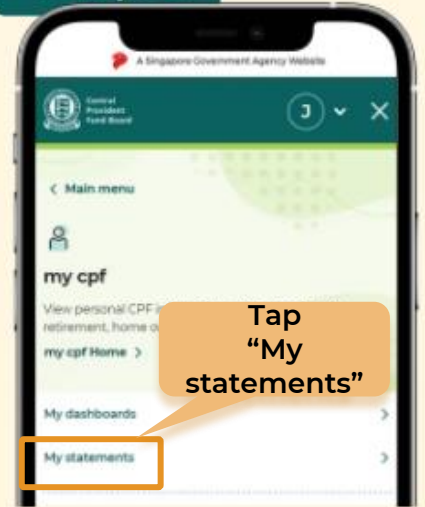 A Singapore Government Agency Website
Central
Provident
Fund Board
J
Main menu
my cpf
View personal CPF
retirement, home
my cpf Home
Tap
“My
statements”
My dashboards
My statements